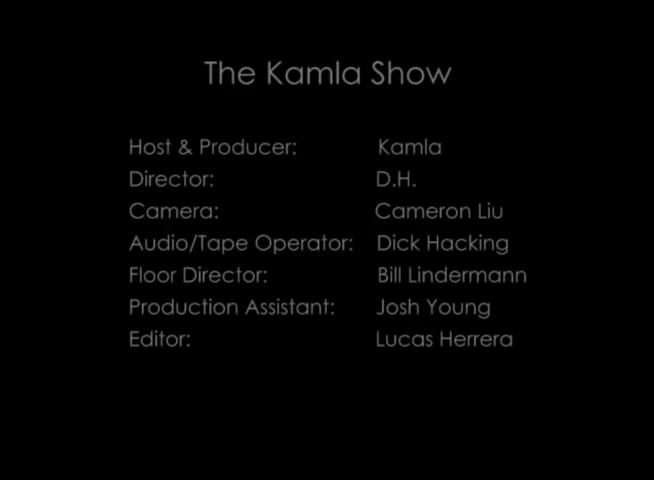 The Kamla Show
Host & Producer: Kamla
Director: D.H.
Camera: Cameron Liu
Audio/Tape Operator: Dick Hacking
Floor Director: Bill Lindermann
Production Assistant: Josh Young
Editor: Lucas Herrera